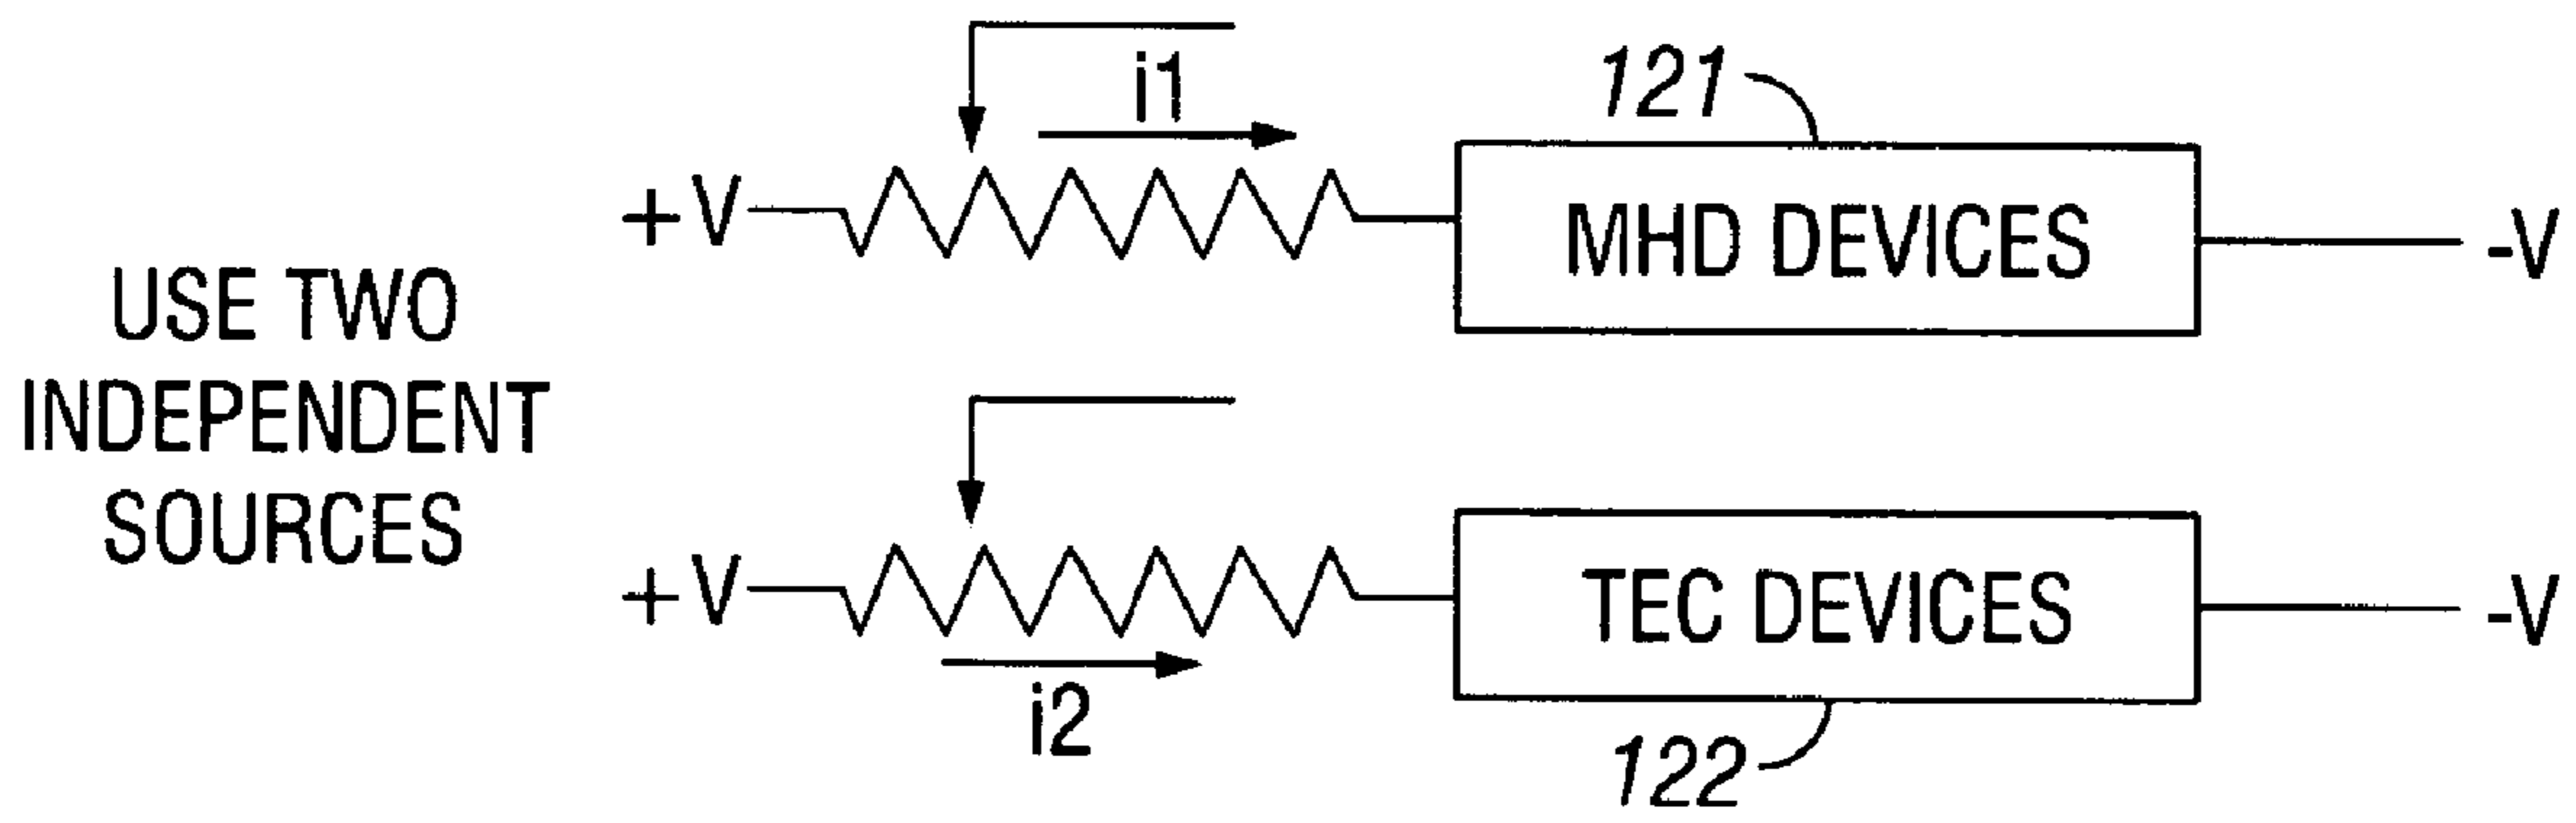 USE TWO
INDEPENDENT
SOURCES
i1
121
+V
MHD DEVICES
-V
+V
TEC DEVICES
-V
i2
122